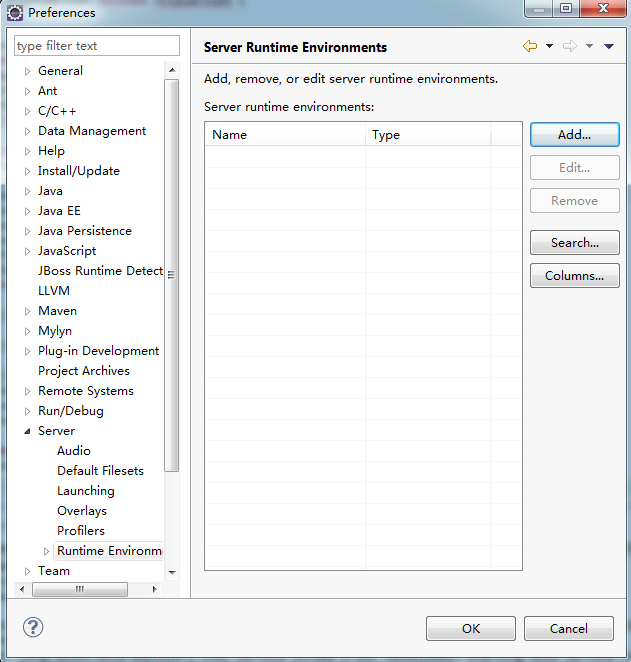 Preferences
type filter text
General
Ant
C/C++
Data Management
Help
Install/Update
Java
Java EE
Java Persistence
JavaScript
JBoss Runtime Detect
LLVM
Maven
Mylyn
Plug-in Development
Project Archives
Remote Systems
Run/Debug
Server
Audio
Default Filesets
Launching
Overlays
Profilers
Runtime Environm
Team
Server Runtime Environments
Add, remove, or edit server runtime environments.
Server runtime environments:
Name Type
Add...
Edit...
Remove
Search...
Columns...
?
OK Cancel